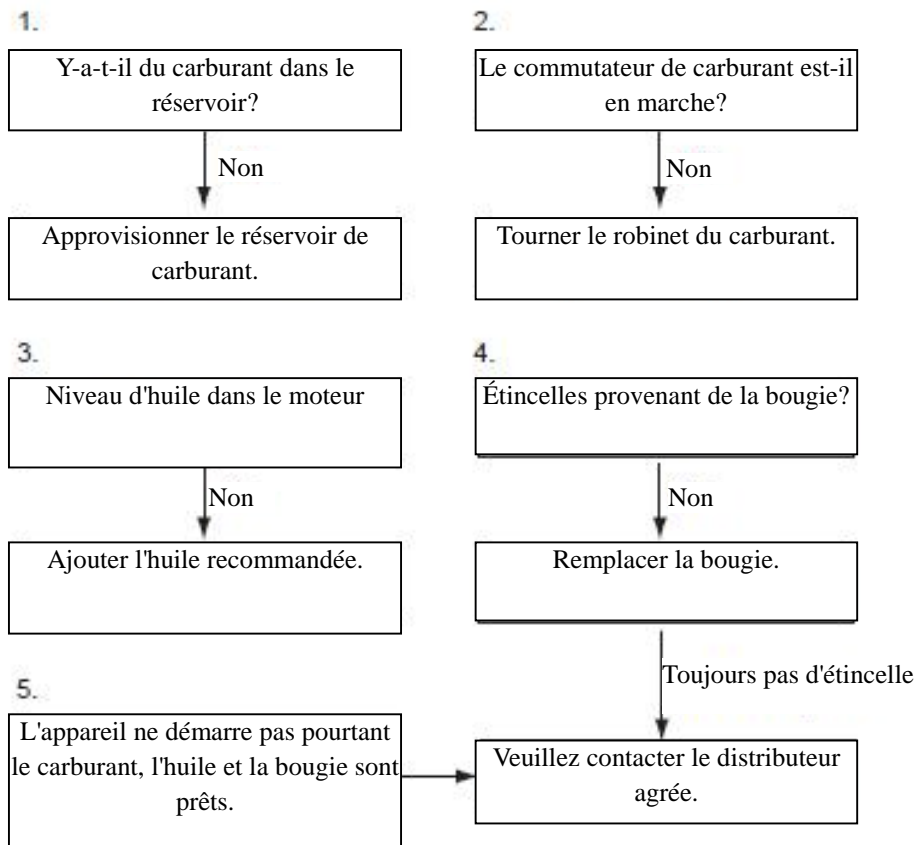 1.
Y-a-t-il du carburant dans le
réservoir?
Non
Approvisionner le réservoir de
carburant.
2.
Le commutateur de carburant est-il
en marche?
Non
Tourner le robinet du carburant.
3.
Niveau d'huile dans le moteur
Non
Ajouter l'huile recommandée.
4.
Étincelles provenant de la bougie?
Non
Remplacer la bougie.
Toujours pas d'étincelle
5.
L'appareil ne démarre pas pourtant
le carburant, l'huile et la bougie sont
prêts.
Veuillez contacter le distributeur
agrée.